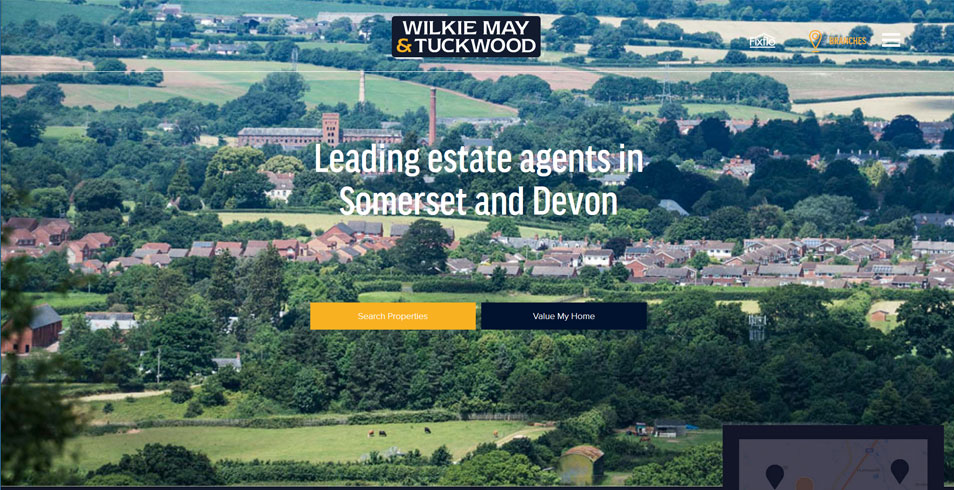 WILKIE MAY
& TUCKWOOD
Fixflo
BRANCHES
Leading estate agents in
Somerset and Devon
Search Properties
Value My Home